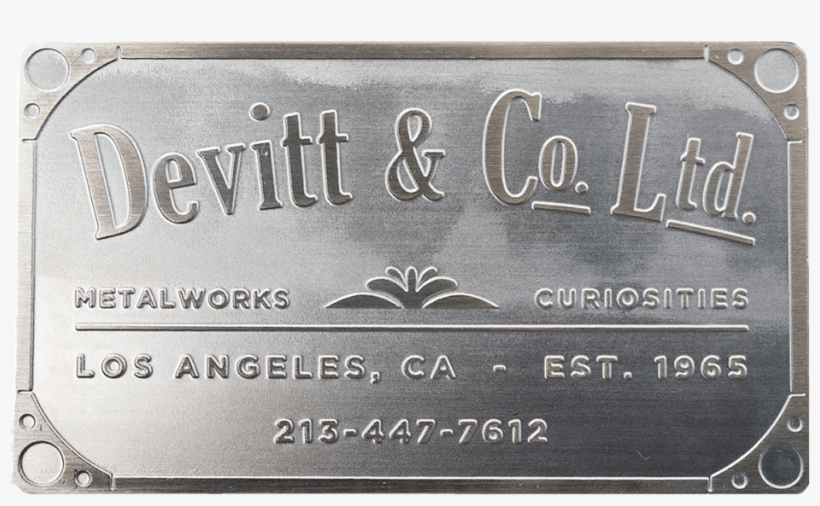 Devitt & Co. Ltd.
METALWORKS CURIOSITIES
LOS ANGELES, CA - EST. 1965
213-447-7612